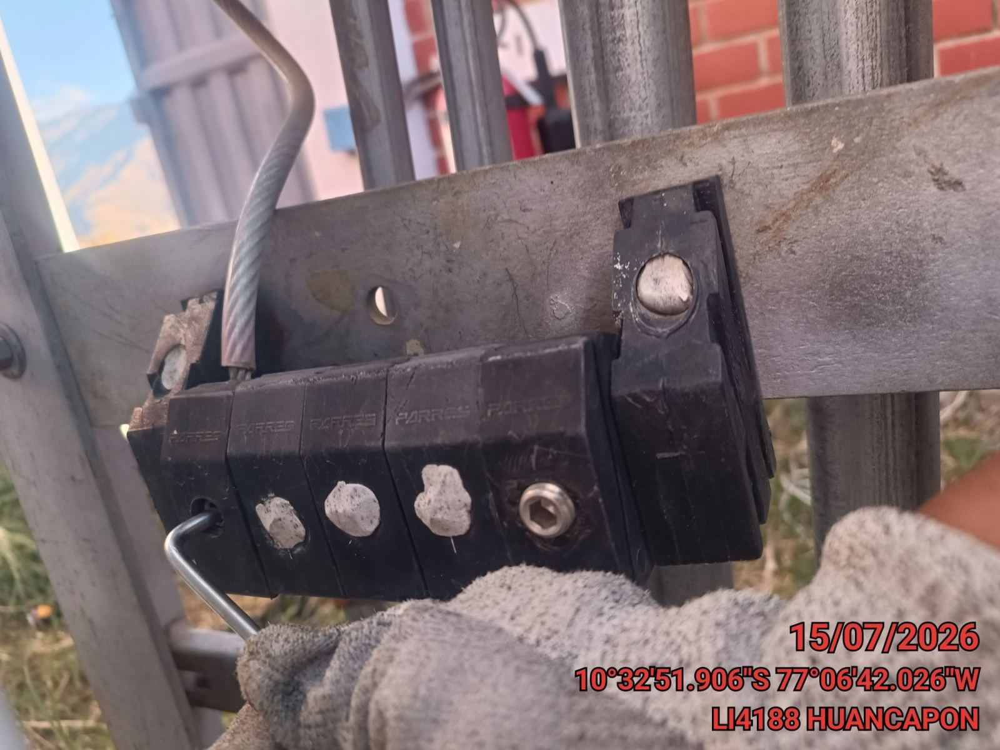 PARRES
PARRES
PARRES
PARRES
PARRES
15/07/2026
10°32'51.906"S 77°06'42.026"W
LI4188 HUANCAPON